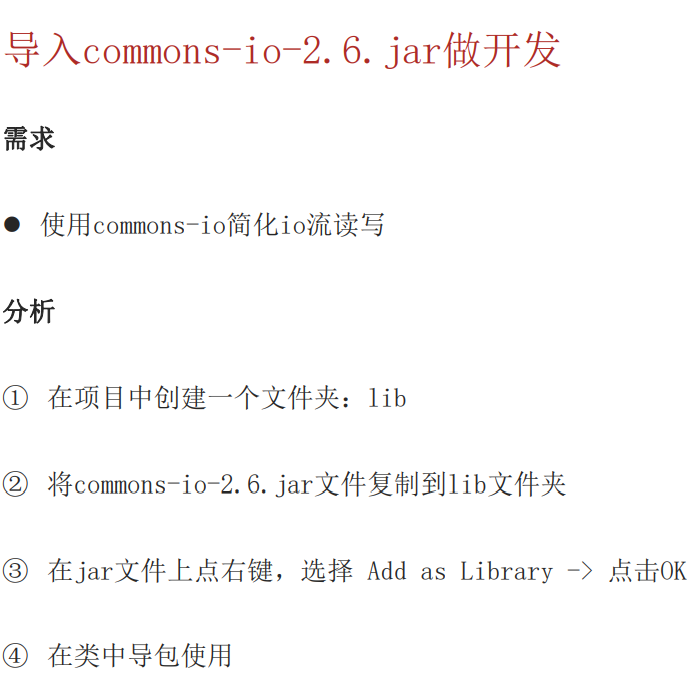 导入commons-io-2.6.jar做开发
需求
● 使用commons-io简化io流读写
分析
① 在项目中创建一个文件夹：lib
② 将commons-io-2.6.jar文件复制到lib文件夹
③ 在jar文件上点右键，选择 Add as Library -> 点击OK
④ 在类中导包使用